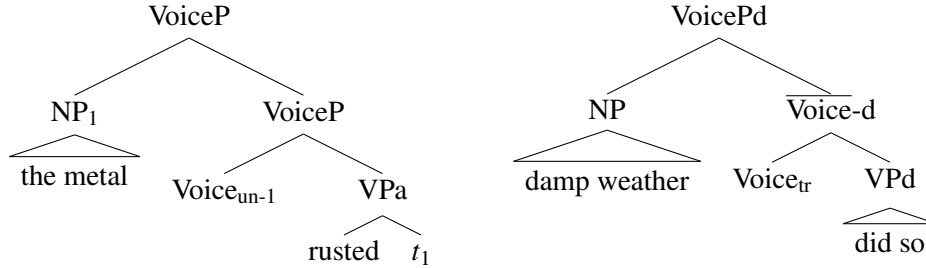 VoiceP VoicePd
NP₁ VoiceP NP Voice-d
the metal Voiceᵤₙ₋₁ VPa damp weather Voiceₜᵣ VPd
rusted t₁ did so